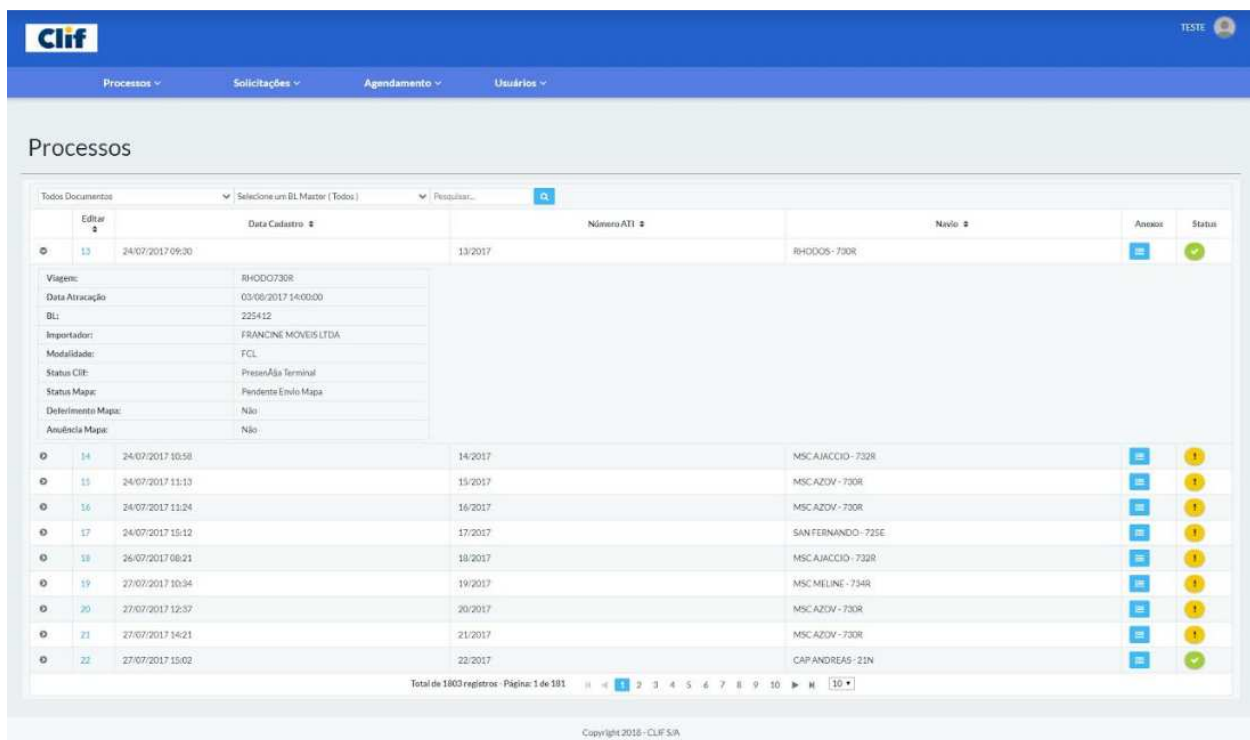 Clif
TESTE
Processos Solicitações Agendamento Usuários
Processos
Todos Documentos Selecione um BL Master ( Todos ) Pesquisar...
Editar Data Cadastro Número ATI Navio Anexos Status
13 24/07/2017 09:30 13/2017 RHODOS - 730R
Viagem: RHODO730R
Data Atracação 03/08/2017 14:00:00
BL: 225412
Importador: FRANCINE MOVEIS LTDA
Modalidade: FCL
Status Clif: PresenÃ§a Terminal
Status Mapa: Pendente Envio Mapa
Deferimento Mapa: Não
Anuência Mapa: Não
14 24/07/2017 10:58 14/2017 MSC AJACCIO - 732R
15 24/07/2017 11:13 15/2017 MSC AZOV - 730R
16 24/07/2017 11:24 16/2017 MSC AZOV - 730R
17 24/07/2017 15:12 17/2017 SAN FERNANDO - 725E
18 26/07/2017 08:21 18/2017 MSC AJACCIO - 732R
19 27/07/2017 10:34 19/2017 MSC MELINE - 734R
20 27/07/2017 12:37 20/2017 MSC AZOV - 730R
21 27/07/2017 14:21 21/2017 MSC AZOV - 730R
22 27/07/2017 15:02 22/2017 CAP ANDREAS - 21N
Total de 1803 registros - Página: 1 de 181 1 2 3 4 5 6 7 8 9 10 10
Copyright 2018 - CLIF S/A